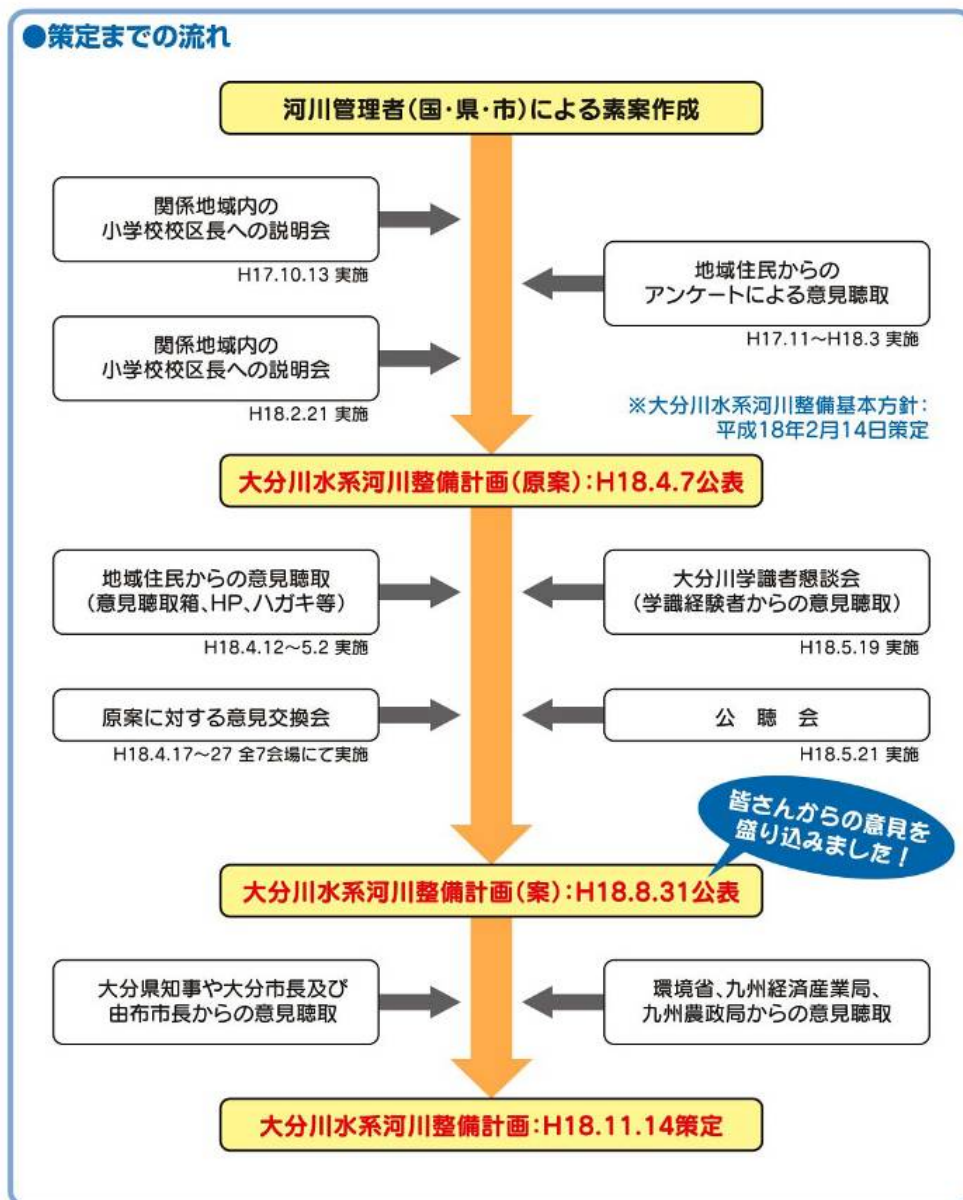 ●策定までの流れ
河川管理者(国・県・市)による素案作成
関係地域内の
小学校校区長への説明会
H17.10.13 実施
地域住民からの
アンケートによる意見聴取
H17.11〜H18.3 実施
関係地域内の
小学校校区長への説明会
H18.2.21 実施
※大分川水系河川整備基本方針:
平成18年2月14日策定
大分川水系河川整備計画(原案):H18.4.7公表
地域住民からの意見聴取
(意見聴取箱、HP、ハガキ等)
H18.4.12〜5.2 実施
大分川学識者懇談会
(学識経験者からの意見聴取)
H18.5.19 実施
原案に対する意見交換会
H18.4.17〜27 全7会場にて実施
公 聴 会
H18.5.21 実施
皆さんからの意見を
盛り込みました!
大分川水系河川整備計画(案):H18.8.31公表
大分県知事や大分市長及び
由布市長からの意見聴取
環境省、九州経済産業局、
九州農政局からの意見聴取
大分川水系河川整備計画:H18.11.14策定